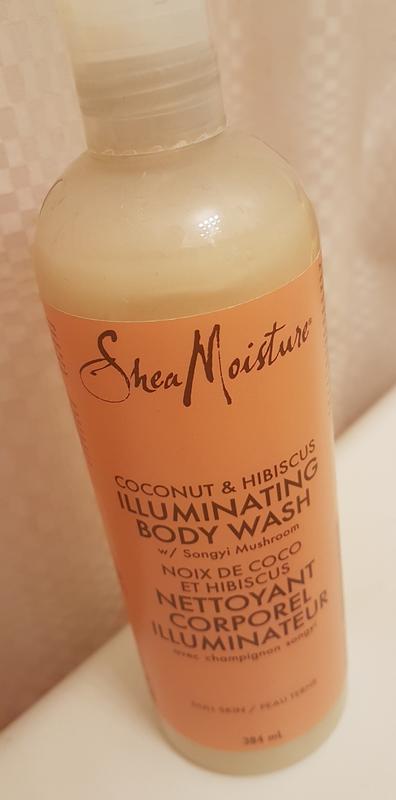 SheaMoisture®
COCONUT & HIBISCUS
ILLUMINATING
BODY WASH
w/ Songyi Mushroom
NOIX DE COCO
ET HIBISCUS
NETTOYANT
CORPOREL
ILLUMINATEUR
avec champignon songyi
DULL SKIN / PEAU TERNE
384 ml